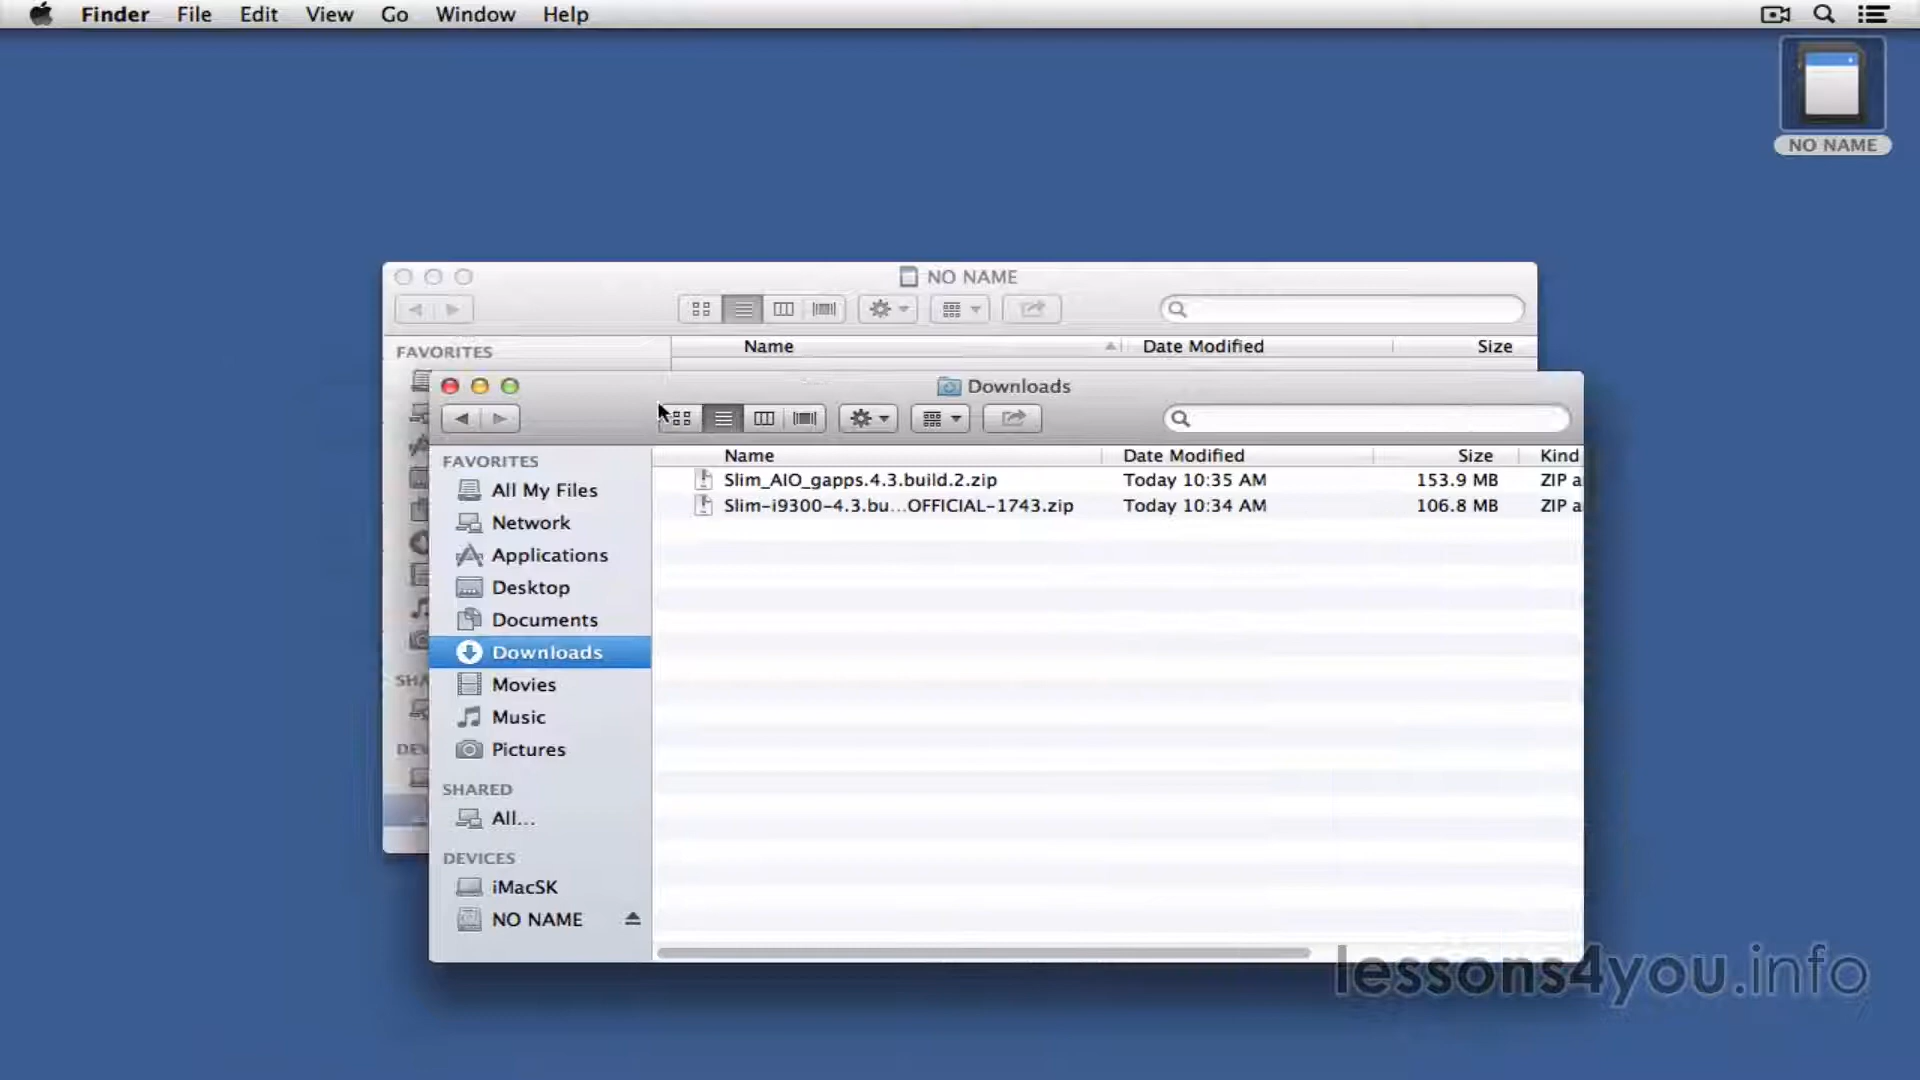 Finder File Edit View Go Window Help
NO NAME
NO NAME
Name Date Modified Size
FAVORITES
Downloads
FAVORITES
Name Date Modified Size Kind
All My Files
Slim_AIO_gapps.4.3.build.2.zip Today 10:35 AM 153.9 MB ZIP a
Slim-i9300-4.3.bu...OFFICIAL-1743.zip Today 10:34 AM 106.8 MB ZIP a
Network
Applications
Desktop
Documents
Downloads
Movies
SHA
Music
Pictures
DEV
SHARED
All...
DEVICES
iMacSK
NO NAME
lessons4you.info